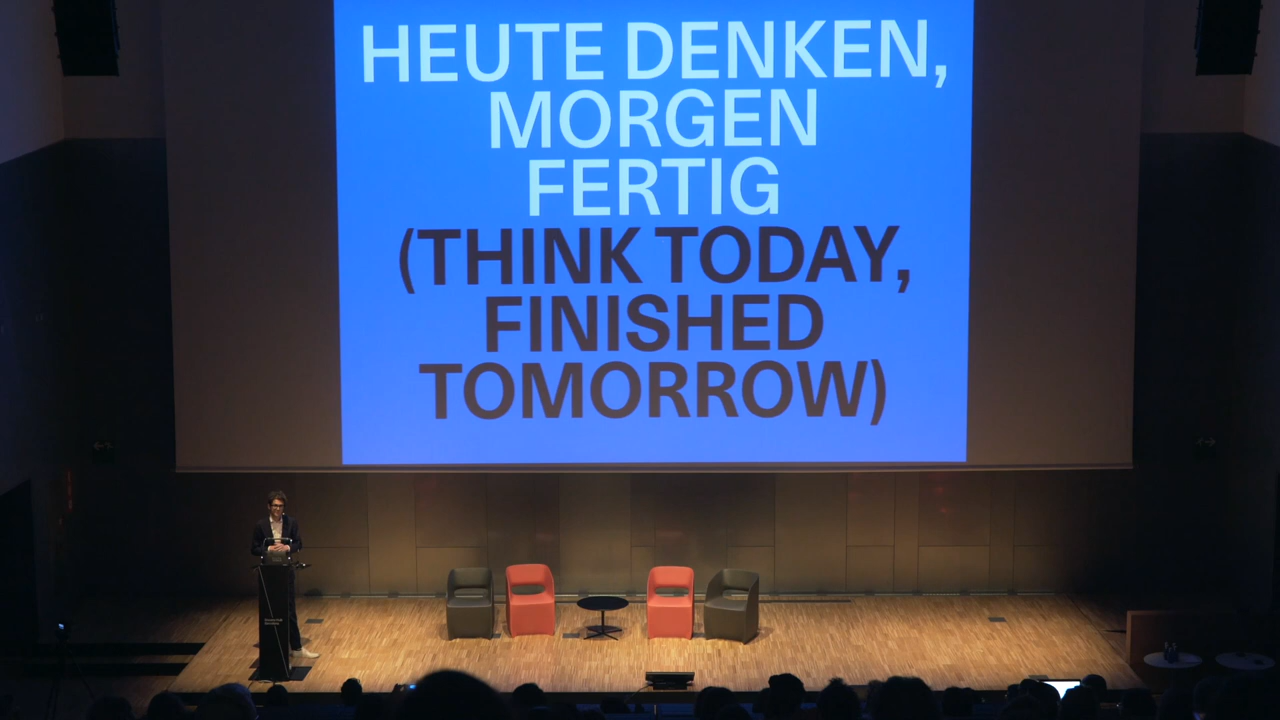 HEUTE DENKEN,
MORGEN
FERTIG
(THINK TODAY,
FINISHED
TOMORROW)